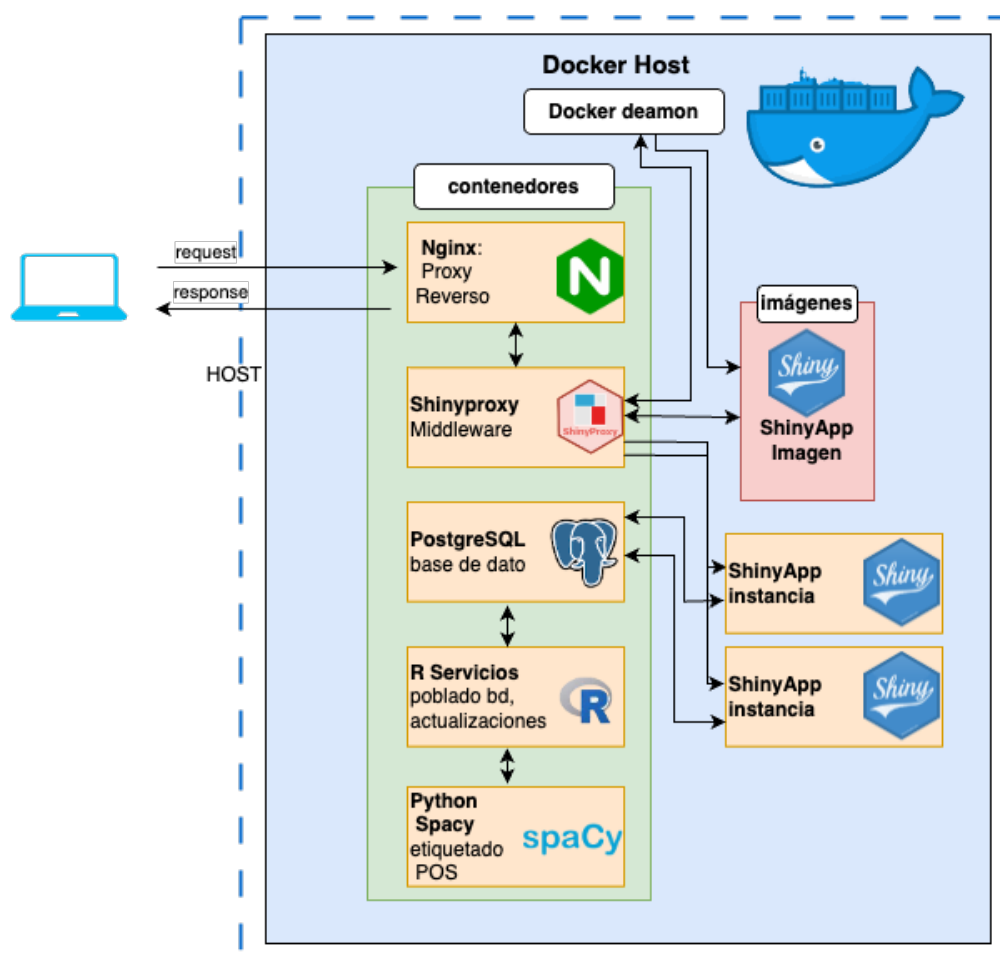 Docker Host
Docker deamon
contenedores
Nginx:
Proxy
Reverso
N
request
response
HOST
Shinyproxy
Middleware
ShinyProxy
imágenes
Shiny
ShinyApp
Imagen
PostgreSQL
base de dato
ShinyApp
instancia
Shiny
R Servicios
poblado bd,
actualizaciones
R
ShinyApp
instancia
Shiny
Python
Spacy
etiquetado
POS
spaCy